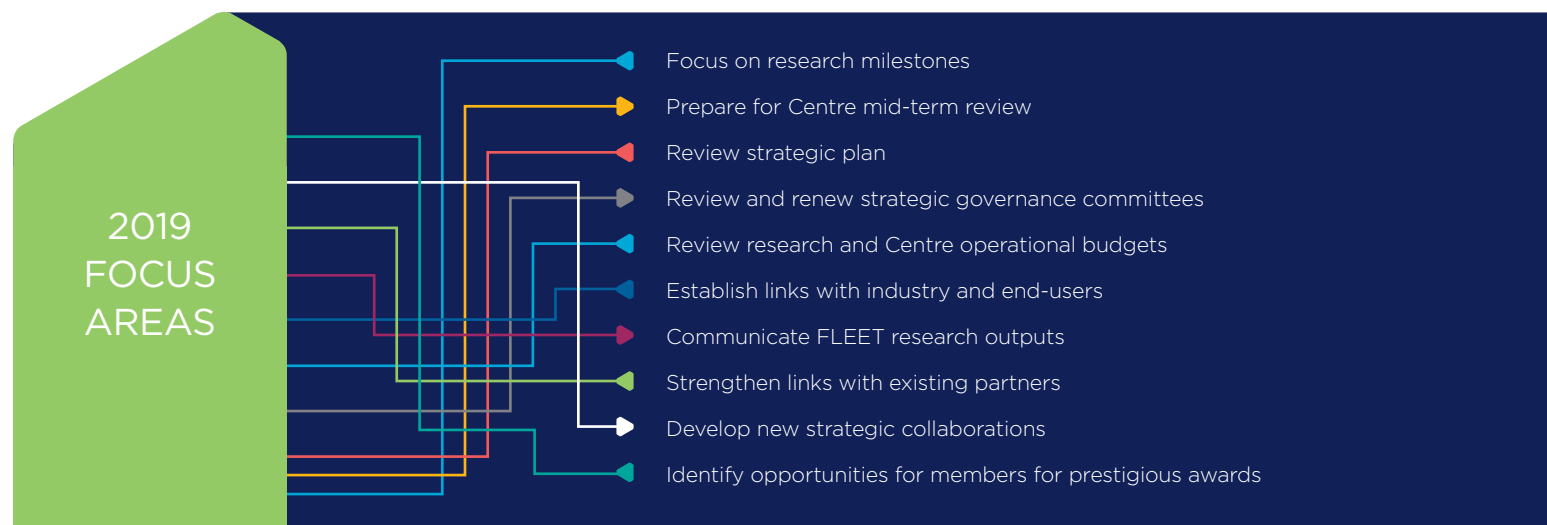 2019
FOCUS
AREAS
Focus on research milestones
Prepare for Centre mid-term review
Review strategic plan
Review and renew strategic governance committees
Review research and Centre operational budgets
Establish links with industry and end-users
Communicate FLEET research outputs
Strengthen links with existing partners
Develop new strategic collaborations
Identify opportunities for members for prestigious awards